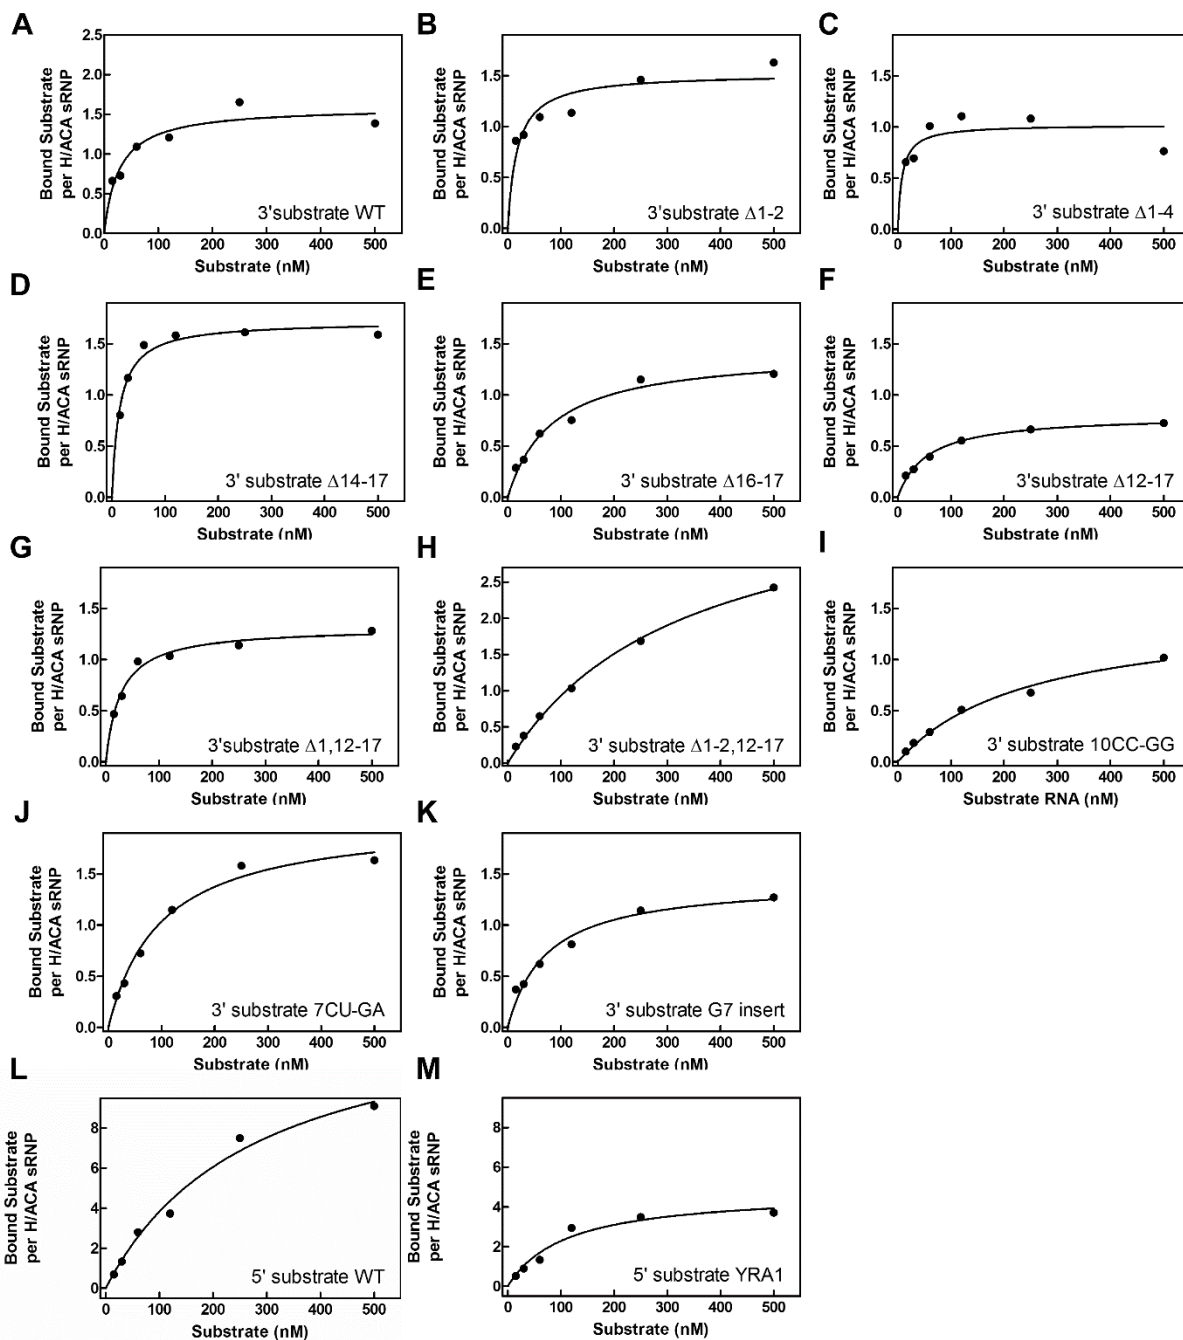 A
Bound Substrate
per H/ACA sRNP
2.5
2.0
1.5
1.0
0.5
0.0
3'substrate WT
0 100 200 300 400 500
Substrate (nM)
B
Bound Substrate
per H/ACA sRNP
1.5
1.0
0.5
0.0
3'substrate Δ1-2
0 100 200 300 400 500
Substrate (nM)
C
Bound Substrate
per H/ACA sRNP
1.5
1.0
0.5
0.0
3' substrate Δ1-4
0 100 200 300 400 500
Substrate (nM)
D
Bound Substrate
per H/ACA sRNP
1.5
1.0
0.5
0.0
3' substrate Δ14-17
0 100 200 300 400 500
Substrate (nM)
E
Bound Substrate
per H/ACA sRNP
1.5
1.0
0.5
0.0
3' substrate Δ16-17
0 100 200 300 400 500
Substrate (nM)
F
Bound Substrate
per H/ACA sRNP
1.5
1.0
0.5
0.0
3'substrate Δ12-17
0 100 200 300 400 500
Substrate (nM)
G
Bound Substrate
per H/ACA sRNP
1.5
1.0
0.5
0.0
3'substrate Δ1,12-17
0 100 200 300 400 500
Substrate (nM)
H
Bound Substrate
per H/ACA sRNP
2.5
2.0
1.5
1.0
0.5
0.0
3'substrate Δ1-2,12-17
0 100 200 300 400 500
Substrate (nM)
I
Bound Substrate
per H/ACA sRNP
1.5
1.0
0.5
0.0
3' substrate 10CC-GG
0 100 200 300 400 500
Substrate RNA (nM)
J
Bound Substrate
per H/ACA sRNP
1.5
1.0
0.5
0.0
3' substrate 7CU-GA
0 100 200 300 400 500
Substrate (nM)
K
Bound Substrate
per H/ACA sRNP
1.5
1.0
0.5
0.0
3' substrate G7 insert
0 100 200 300 400 500
Substrate (nM)
L
Bound Substrate
per H/ACA sRNP
8
6
4
2
0
5' substrate WT
0 100 200 300 400 500
Substrate (nM)
M
Bound Substrate
per H/ACA sRNP
8
6
4
2
0
5' substrate YRA1
0 100 200 300 400 500
Substrate (nM)